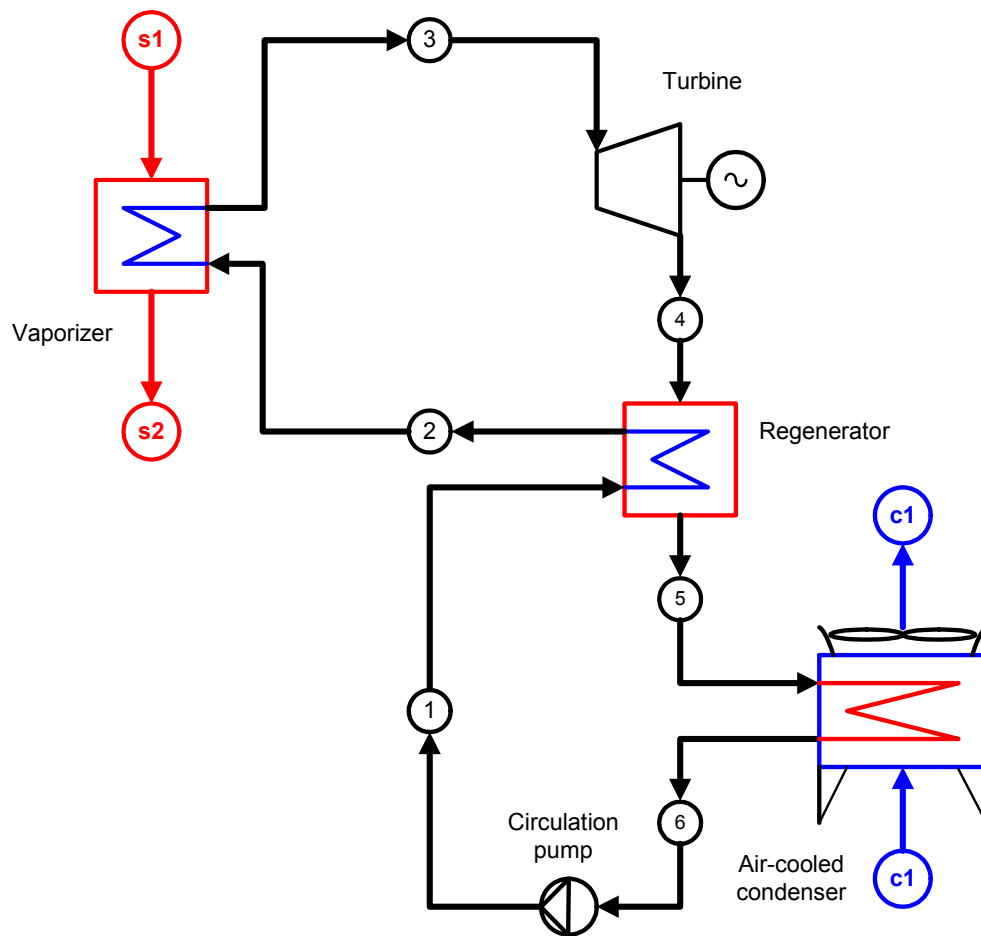 s1
3
Turbine
Vaporizer
4
s2
2
Regenerator
c1
5
1
6
Circulation
pump
Air-cooled
condenser
c1